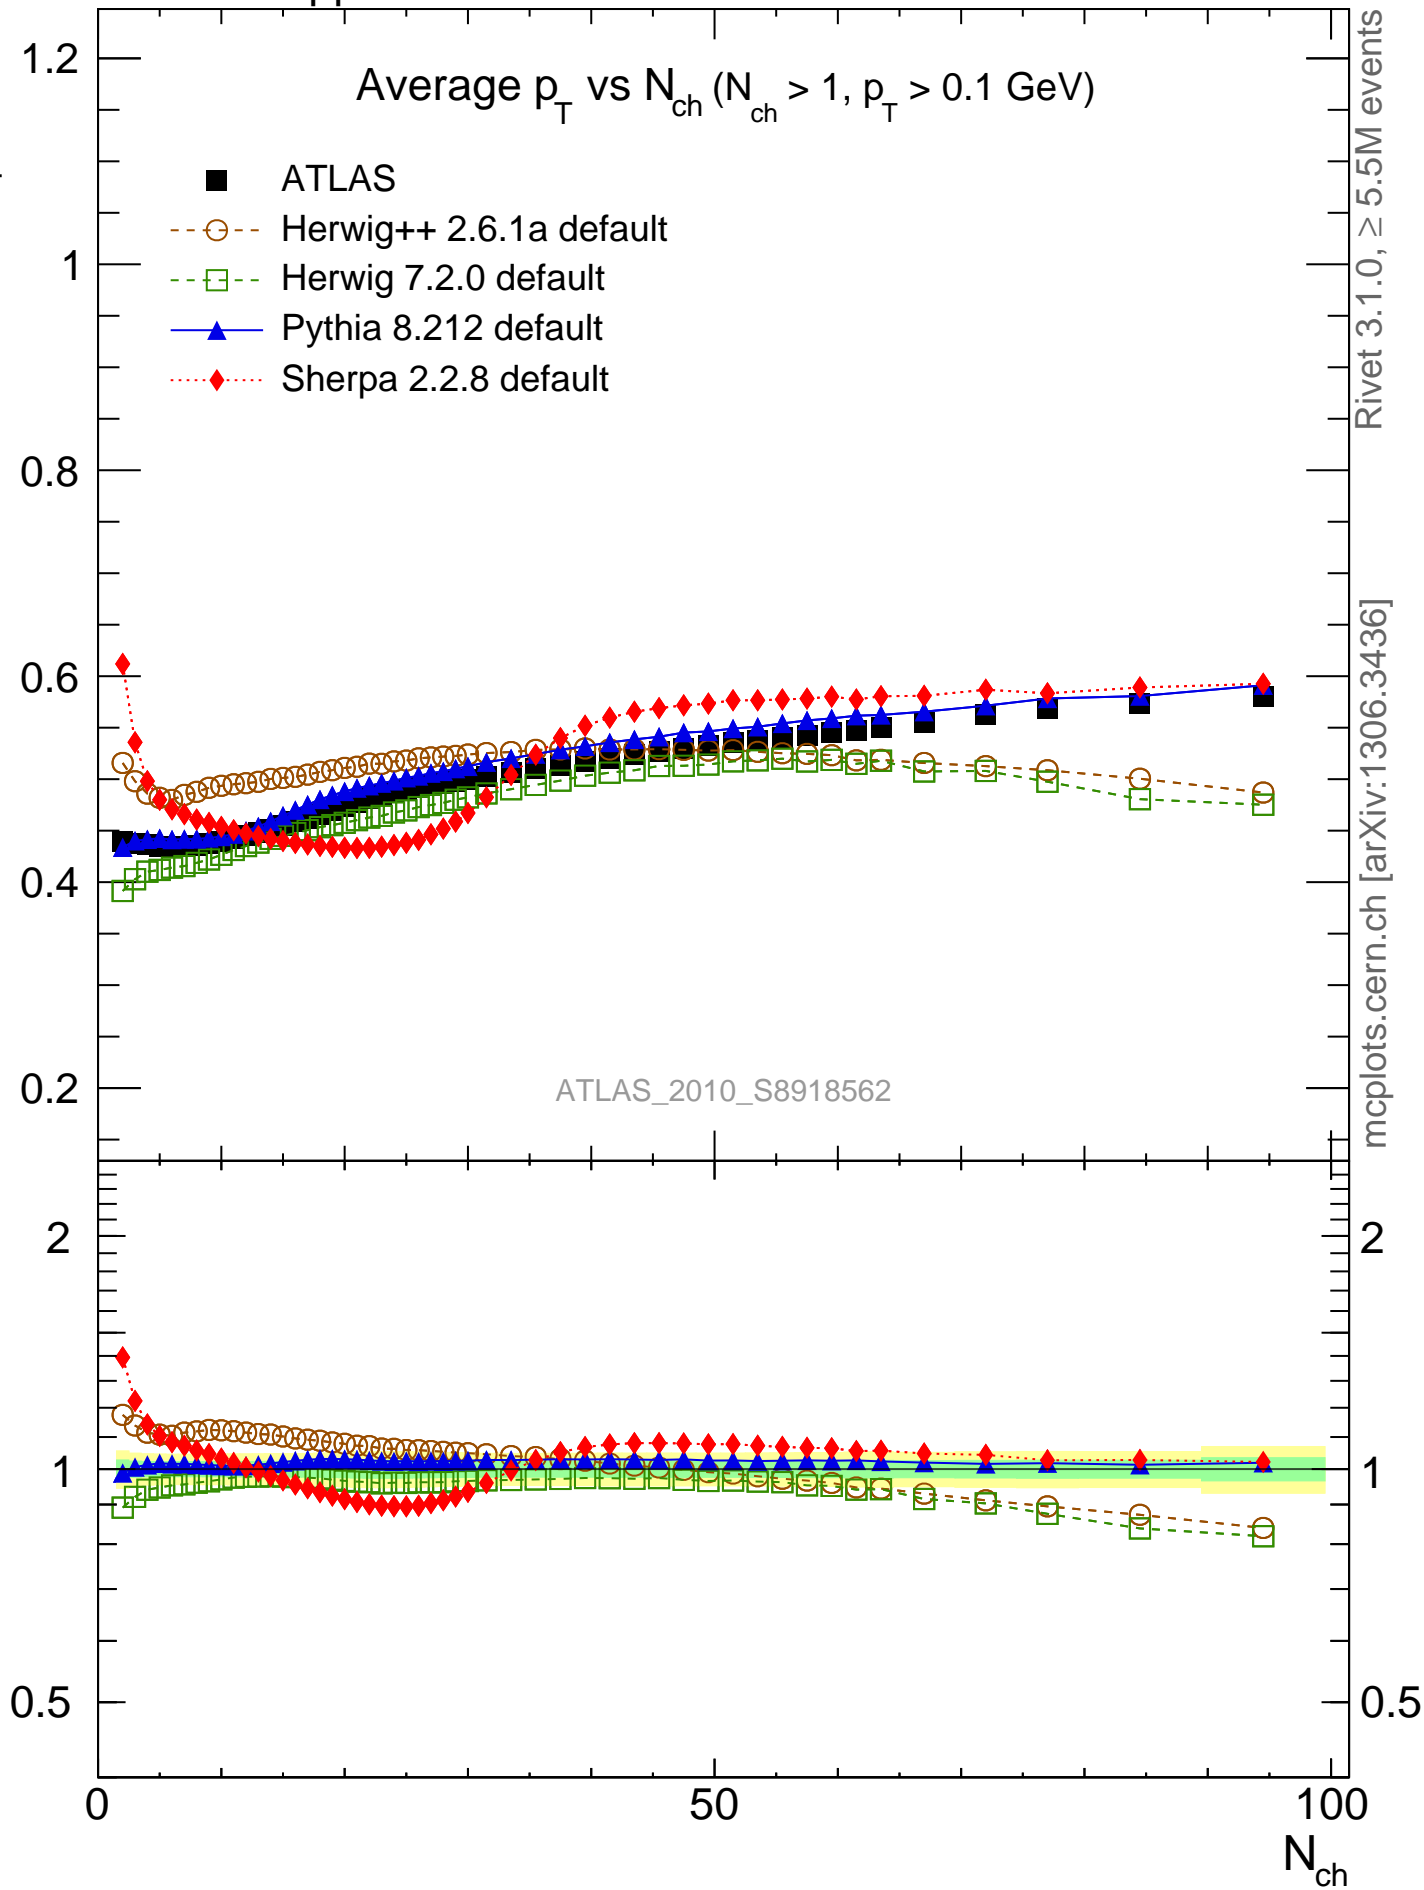 Average p_T vs N_ch (N_ch > 1, p_T > 0.1 GeV)
ATLAS
Herwig++ 2.6.1a default
Herwig 7.2.0 default
Pythia 8.212 default
Sherpa 2.2.8 default
1.2
1
0.8
0.6
0.4
0.2
ATLAS_2010_S8918562
Rivet 3.1.0, ≥ 5.5M events
mcplots.cern.ch [arXiv:1306.3436]
2
1
0.5
2
1
0.5
0
50
100
N_ch